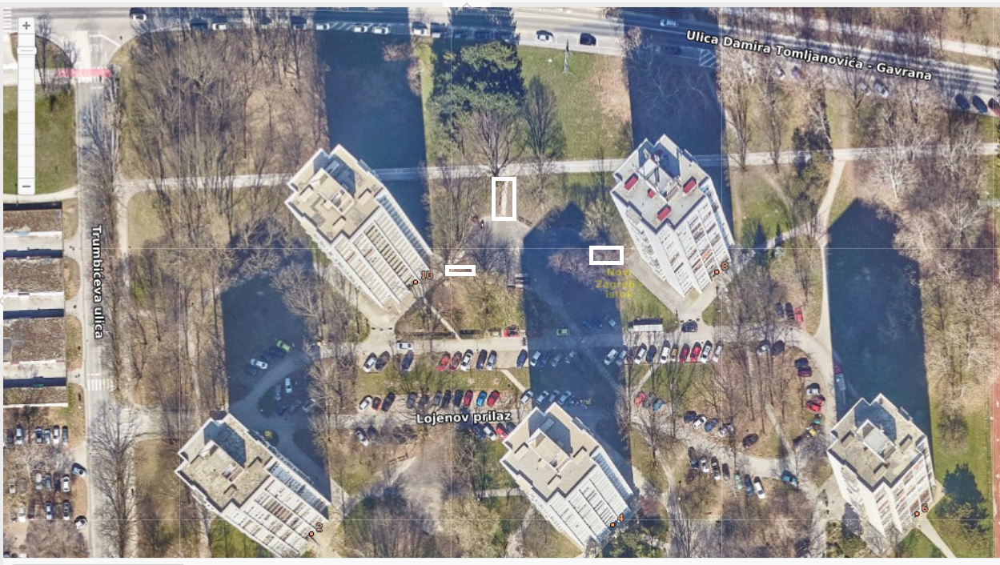 +
Ulica Damira Tomljanovića - Gavrana
−
Trumbićeva ulica
10
8
Novi
Zagreb -
istok
Lojenov prilaz
2
4
6